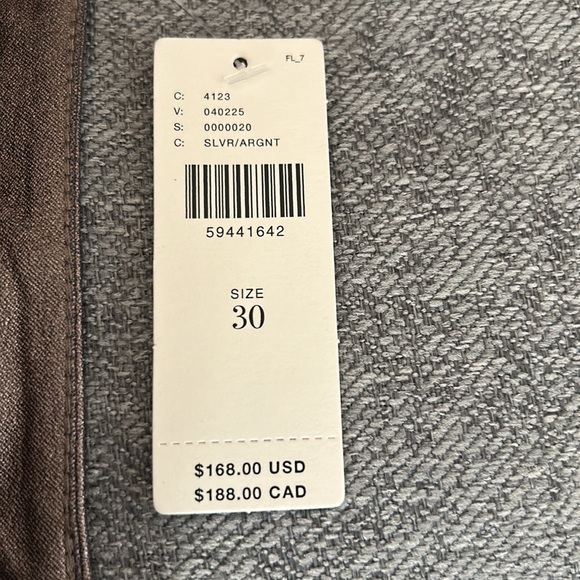 FL_7
C: 4123
V: 040225
S: 0000020
C: SLVR/ARGNT
59441642
SIZE
30
$168.00 USD
$188.00 CAD